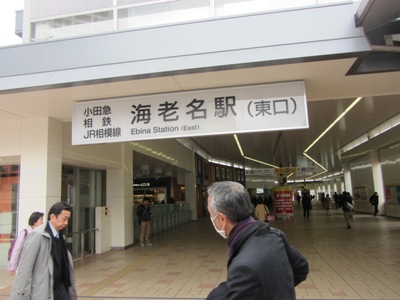 小田急
相鉄
JR相模線
海老名駅（東口）
Ebina Station (East)